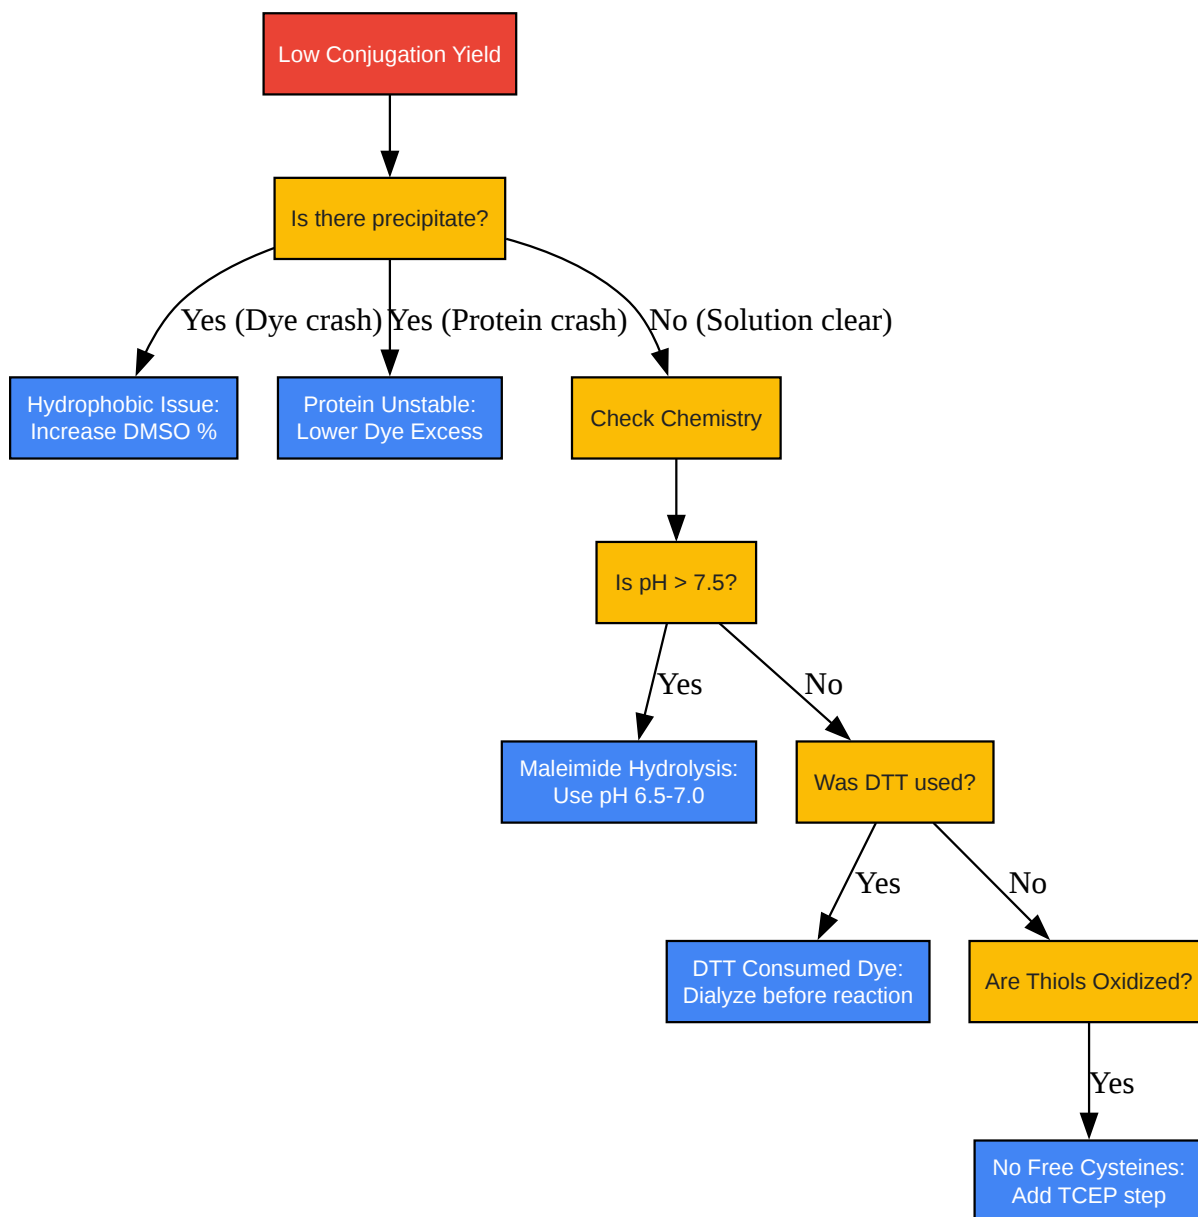 Low Conjugation Yield
Is there precipitate?
Yes (Dye crash)
Yes (Protein crash)
No (Solution clear)
Hydrophobic Issue:
Increase DMSO %
Protein Unstable:
Lower Dye Excess
Check Chemistry
Is pH > 7.5?
Yes
No
Maleimide Hydrolysis:
Use pH 6.5-7.0
Was DTT used?
Yes
No
DTT Consumed Dye:
Dialyze before reaction
Are Thiols Oxidized?
Yes
No Free Cysteines:
Add TCEP step